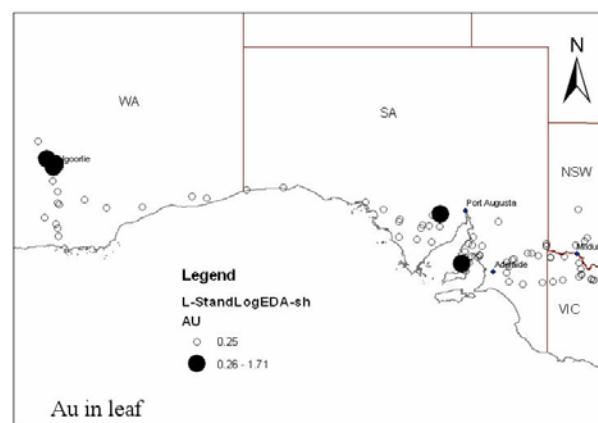 N
WA
SA
lgoorlie
NSW
Port Augusta
Mildu
Adelaide
VIC
Legend
L-StandLogEDA-sh
AU
0.25
0.26 - 1.71
Au in leaf